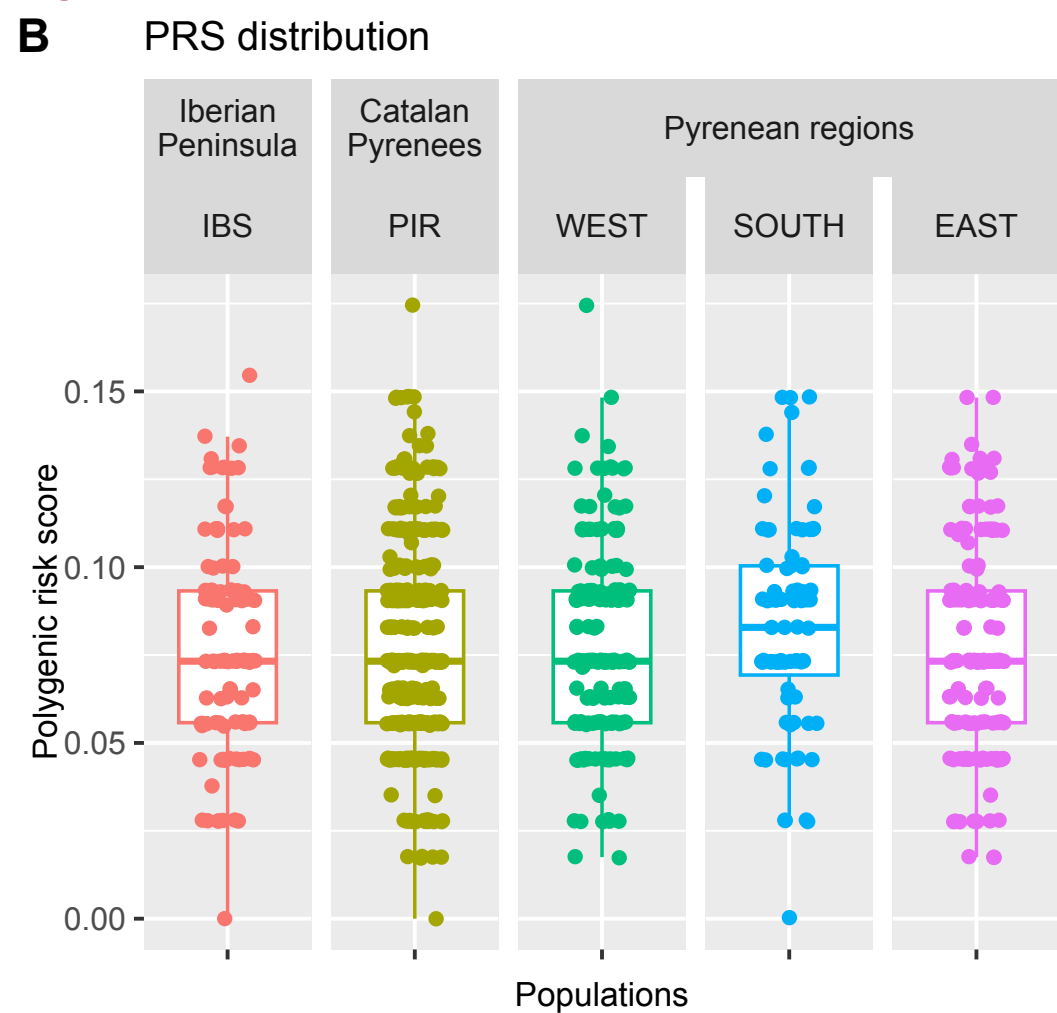 B PRS distribution
Iberian
Peninsula
Catalan
Pyrenees
Pyrenean regions
IBS
PIR
WEST
SOUTH
EAST
Polygenic risk score
0.15
0.10
0.05
0.00
Populations